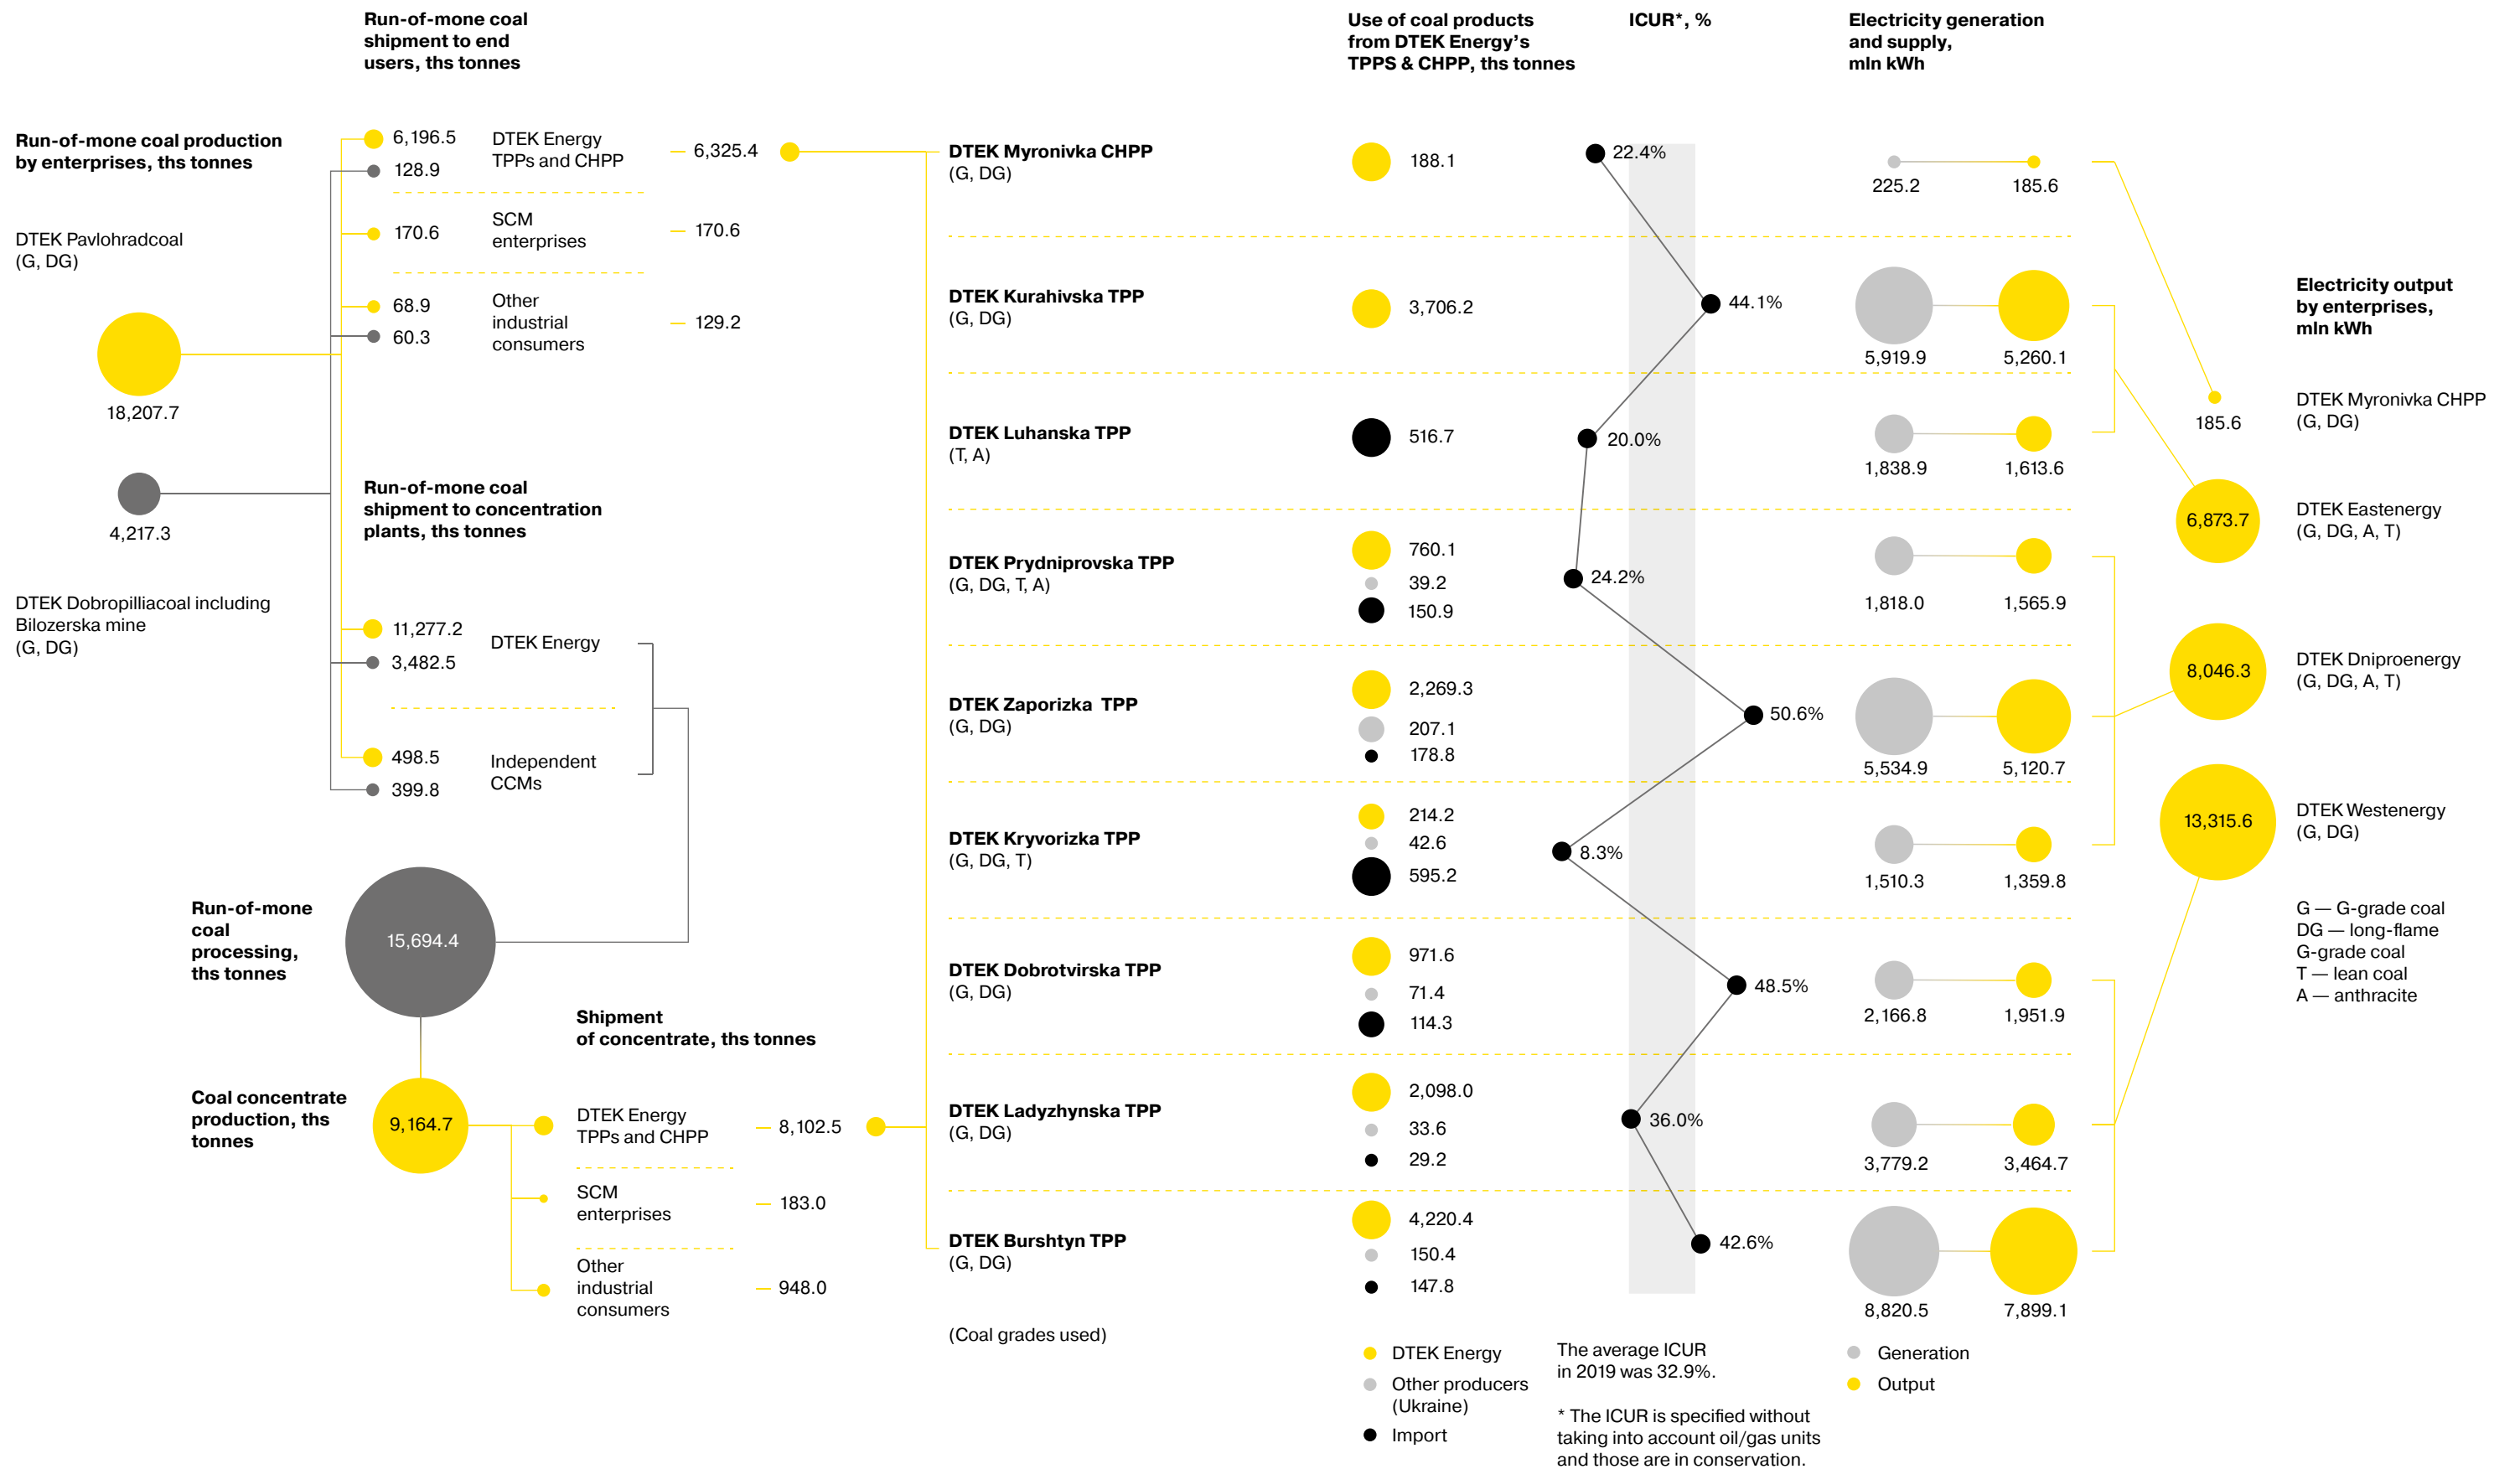 Run-of-mone coal
shipment to end
users, ths tonnes
Use of coal products
from DTEK Energy's
TPPS & CHPP, ths tonnes
ICUR*, %
Electricity generation
and supply,
mln kWh
Run-of-mone coal production
by enterprises, ths tonnes
DTEK Pavlohradcoal
(G, DG)
18,207.7
4,217.3
DTEK Dobropilliacoal including
Bilozerska mine
(G, DG)
6,196.5
128.9
DTEK Energy
TPPs and CHPP
6,325.4
170.6
SCM
enterprises
170.6
68.9
60.3
Other
industrial
consumers
129.2
Run-of-mone coal
shipment to concentration
plants, ths tonnes
11,277.2
3,482.5
DTEK Energy
498.5
399.8
Independent
CCMs
Run-of-mone
coal
processing,
ths tonnes
15,694.4
Coal concentrate
production, ths
tonnes
9,164.7
Shipment
of concentrate, ths tonnes
DTEK Energy
TPPs and CHPP
8,102.5
SCM
enterprises
183.0
Other
industrial
consumers
948.0
DTEK Myronivka CHPP
(G, DG)
188.1
22.4%
225.2
185.6
DTEK Kurahivska TPP
(G, DG)
3,706.2
44.1%
5,919.9
5,260.1
DTEK Luhanska TPP
(T, A)
516.7
20.0%
1,838.9
1,613.6
DTEK Prydniprovska TPP
(G, DG, T, A)
760.1
39.2
150.9
24.2%
1,818.0
1,565.9
DTEK Zaporizka TPP
(G, DG)
2,269.3
207.1
178.8
50.6%
5,534.9
5,120.7
DTEK Kryvorizka TPP
(G, DG, T)
214.2
42.6
595.2
8.3%
1,510.3
1,359.8
DTEK Dobrotvirska TPP
(G, DG)
971.6
71.4
114.3
48.5%
2,166.8
1,951.9
DTEK Ladyzhynska TPP
(G, DG)
2,098.0
33.6
29.2
36.0%
3,779.2
3,464.7
DTEK Burshtyn TPP
(G, DG)
4,220.4
150.4
147.8
42.6%
8,820.5
7,899.1
(Coal grades used)
DTEK Energy
Other producers
(Ukraine)
Import
The average ICUR
in 2019 was 32.9%.
* The ICUR is specified without
taking into account oil/gas units
and those are in conservation.
Generation
Output
Electricity output
by enterprises,
mln kWh
185.6
DTEK Myronivka CHPP
(G, DG)
6,873.7
DTEK Eastenergy
(G, DG, A, T)
8,046.3
DTEK Dniproenergy
(G, DG, A, T)
13,315.6
DTEK Westenergy
(G, DG)
G — G-grade coal
DG — long-flame
G-grade coal
T — lean coal
A — anthracite